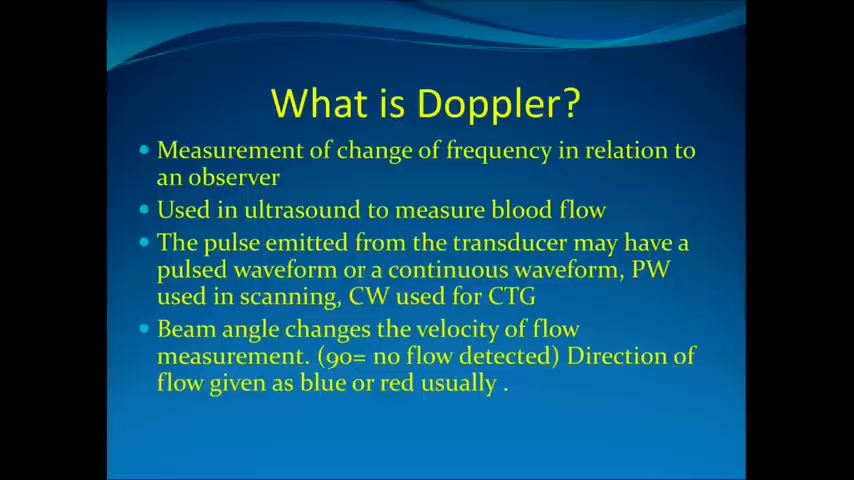 What is Doppler?
• Measurement of change of frequency in relation to
an observer
• Used in ultrasound to measure blood flow
• The pulse emitted from the transducer may have a
pulsed waveform or a continuous waveform, PW
used in scanning, CW used for CTG
• Beam angle changes the velocity of flow
measurement. (90= no flow detected) Direction of
flow given as blue or red usually .